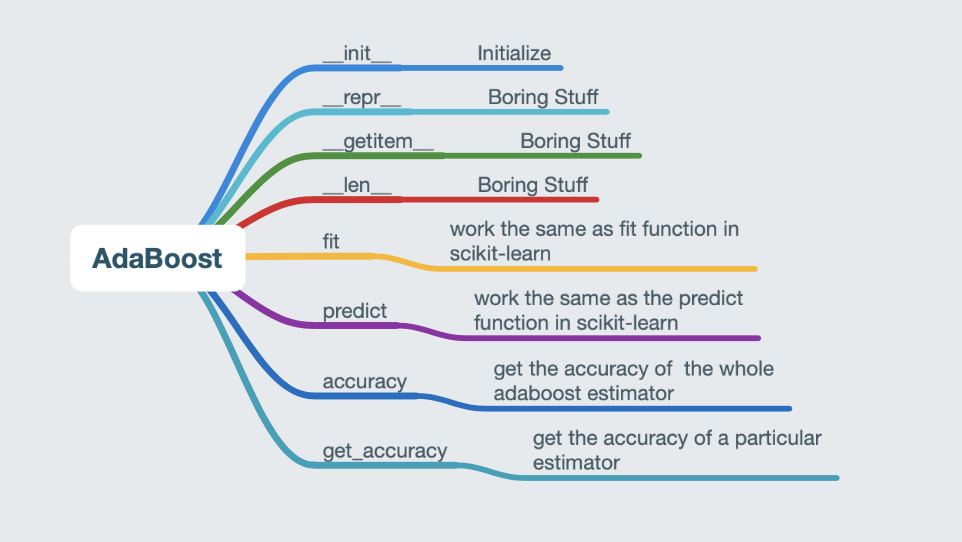 __init__ Initialize
__repr__ Boring Stuff
__getitem__ Boring Stuff
__len__ Boring Stuff
AdaBoost
fit
work the same as fit function in
scikit-learn
predict
work the same as the predict
function in scikit-learn
accuracy
get the accuracy of  the whole
adaboost estimator
get_accuracy
get the accuracy of a particular
estimator